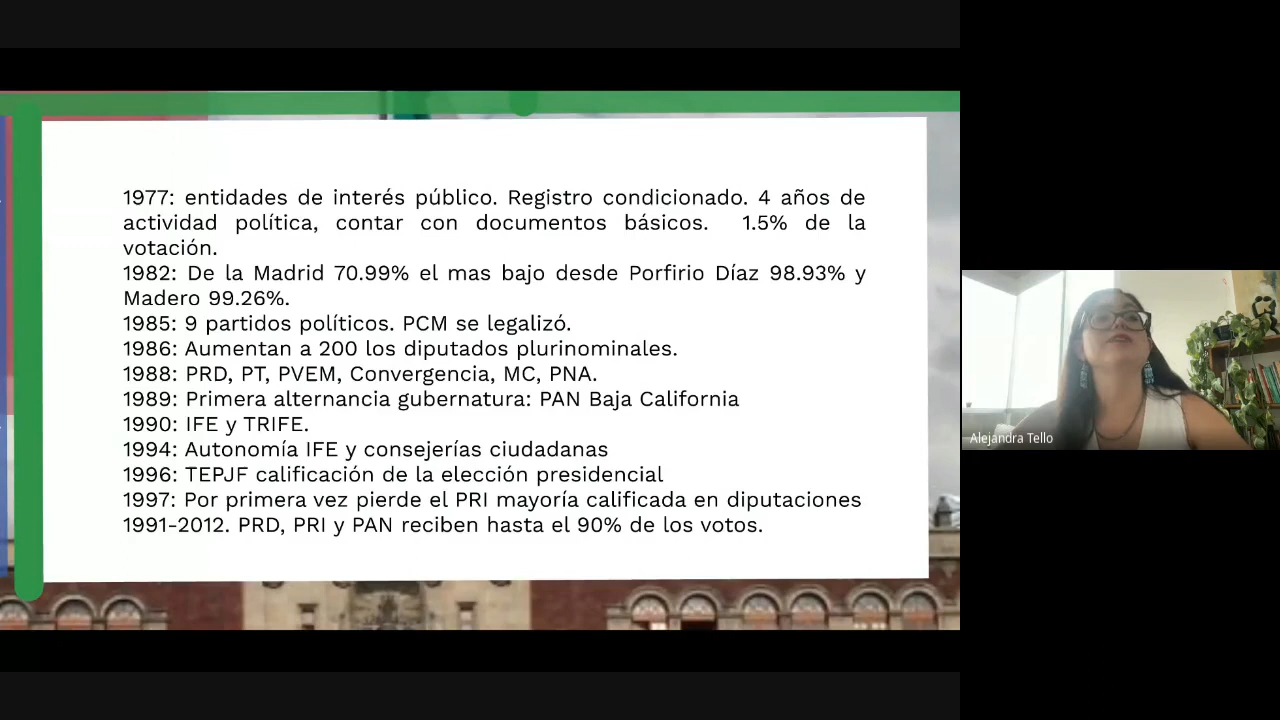 1977: entidades de interés público. Registro condicionado. 4 años de
actividad política, contar con documentos básicos. 1.5% de la
votación.
1982: De la Madrid 70.99% el mas bajo desde Porfirio Díaz 98.93% y
Madero 99.26%.
1985: 9 partidos políticos. PCM se legalizó.
1986: Aumentan a 200 los diputados plurinominales.
1988: PRD, PT, PVEM, Convergencia, MC, PNA.
1989: Primera alternancia gubernatura: PAN Baja California
1990: IFE y TRIFE.
1994: Autonomía IFE y consejerías ciudadanas
1996: TEPJF calificación de la elección presidencial
1997: Por primera vez pierde el PRI mayoría calificada en diputaciones
1991-2012. PRD, PRI y PAN reciben hasta el 90% de los votos.
Alejandra Tello